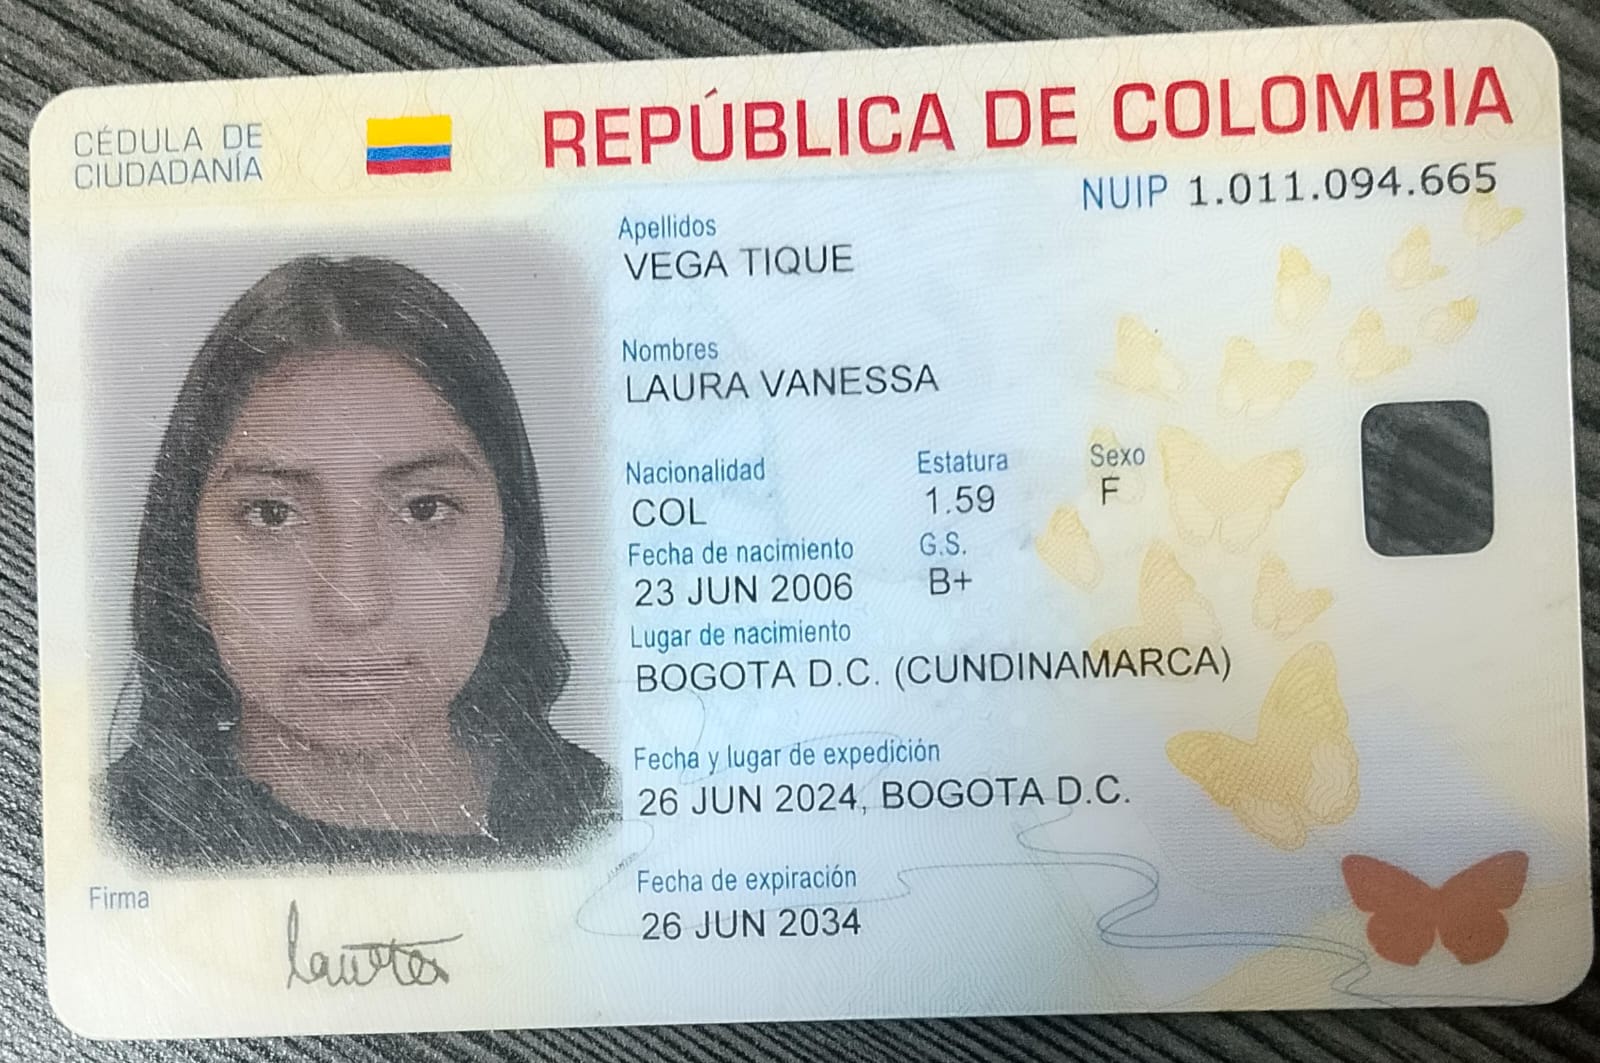 CÉDULA DE
CIUDADANÍA
REPÚBLICA DE COLOMBIA
NUIP 1.011.094.665
Apellidos
VEGA TIQUE
Nombres
LAURA VANESSA
Nacionalidad Estatura Sexo
COL 1.59 F
Fecha de nacimiento G.S.
23 JUN 2006 B+
Lugar de nacimiento
BOGOTA D.C. (CUNDINAMARCA)
Fecha y lugar de expedición
26 JUN 2024, BOGOTA D.C.
Fecha de expiración
26 JUN 2034
Firma